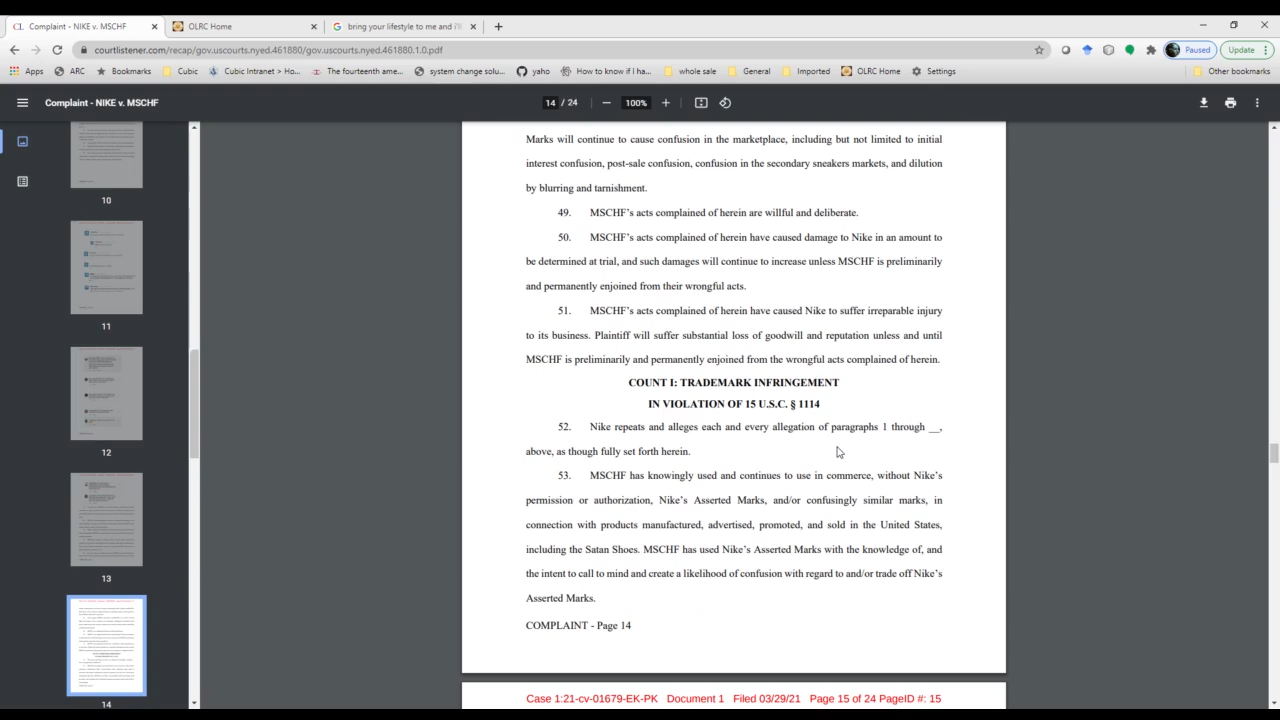 CL Complaint - NIKE v. MSCHF
OLRC Home
bring your lifestyle to me and i'll
courtlistener.com/recap/gov.uscourts.nyed.461880/gov.uscourts.nyed.461880.1.0.pdf
Paused
Update
Apps
ARC
Bookmarks
Cubic
Cubic Intranet > Ho...
The fourteenth ame...
system change solu...
yaho
How to know if I ha...
whole sale
General
Imported
OLRC Home
Settings
Other bookmarks
Complaint - NIKE v. MSCHF
14 / 24
100%
10
11
12
13
14
Marks will continue to cause confusion in the marketplace, including but not limited to initial
interest confusion, post-sale confusion, confusion in the secondary sneakers markets, and dilution
by blurring and tarnishment.
49. MSCHF’s acts complained of herein are willful and deliberate.
50. MSCHF’s acts complained of herein have caused damage to Nike in an amount to
be determined at trial, and such damages will continue to increase unless MSCHF is preliminarily
and permanently enjoined from their wrongful acts.
51. MSCHF’s acts complained of herein have caused Nike to suffer irreparable injury
to its business. Plaintiff will suffer substantial loss of goodwill and reputation unless and until
MSCHF is preliminarily and permanently enjoined from the wrongful acts complained of herein.
COUNT I: TRADEMARK INFRINGEMENT
IN VIOLATION OF 15 U.S.C. § 1114
52. Nike repeats and alleges each and every allegation of paragraphs 1 through __,
above, as though fully set forth herein.
53. MSCHF has knowingly used and continues to use in commerce, without Nike’s
permission or authorization, Nike’s Asserted Marks, and/or confusingly similar marks, in
connection with products manufactured, advertised, promoted, and sold in the United States,
including the Satan Shoes. MSCHF has used Nike’s Asserted Marks with the knowledge of, and
the intent to call to mind and create a likelihood of confusion with regard to and/or trade off Nike’s
Asserted Marks.
COMPLAINT - Page 14
Case 1:21-cv-01679-EK-PK Document 1 Filed 03/29/21 Page 15 of 24 PageID #: 15